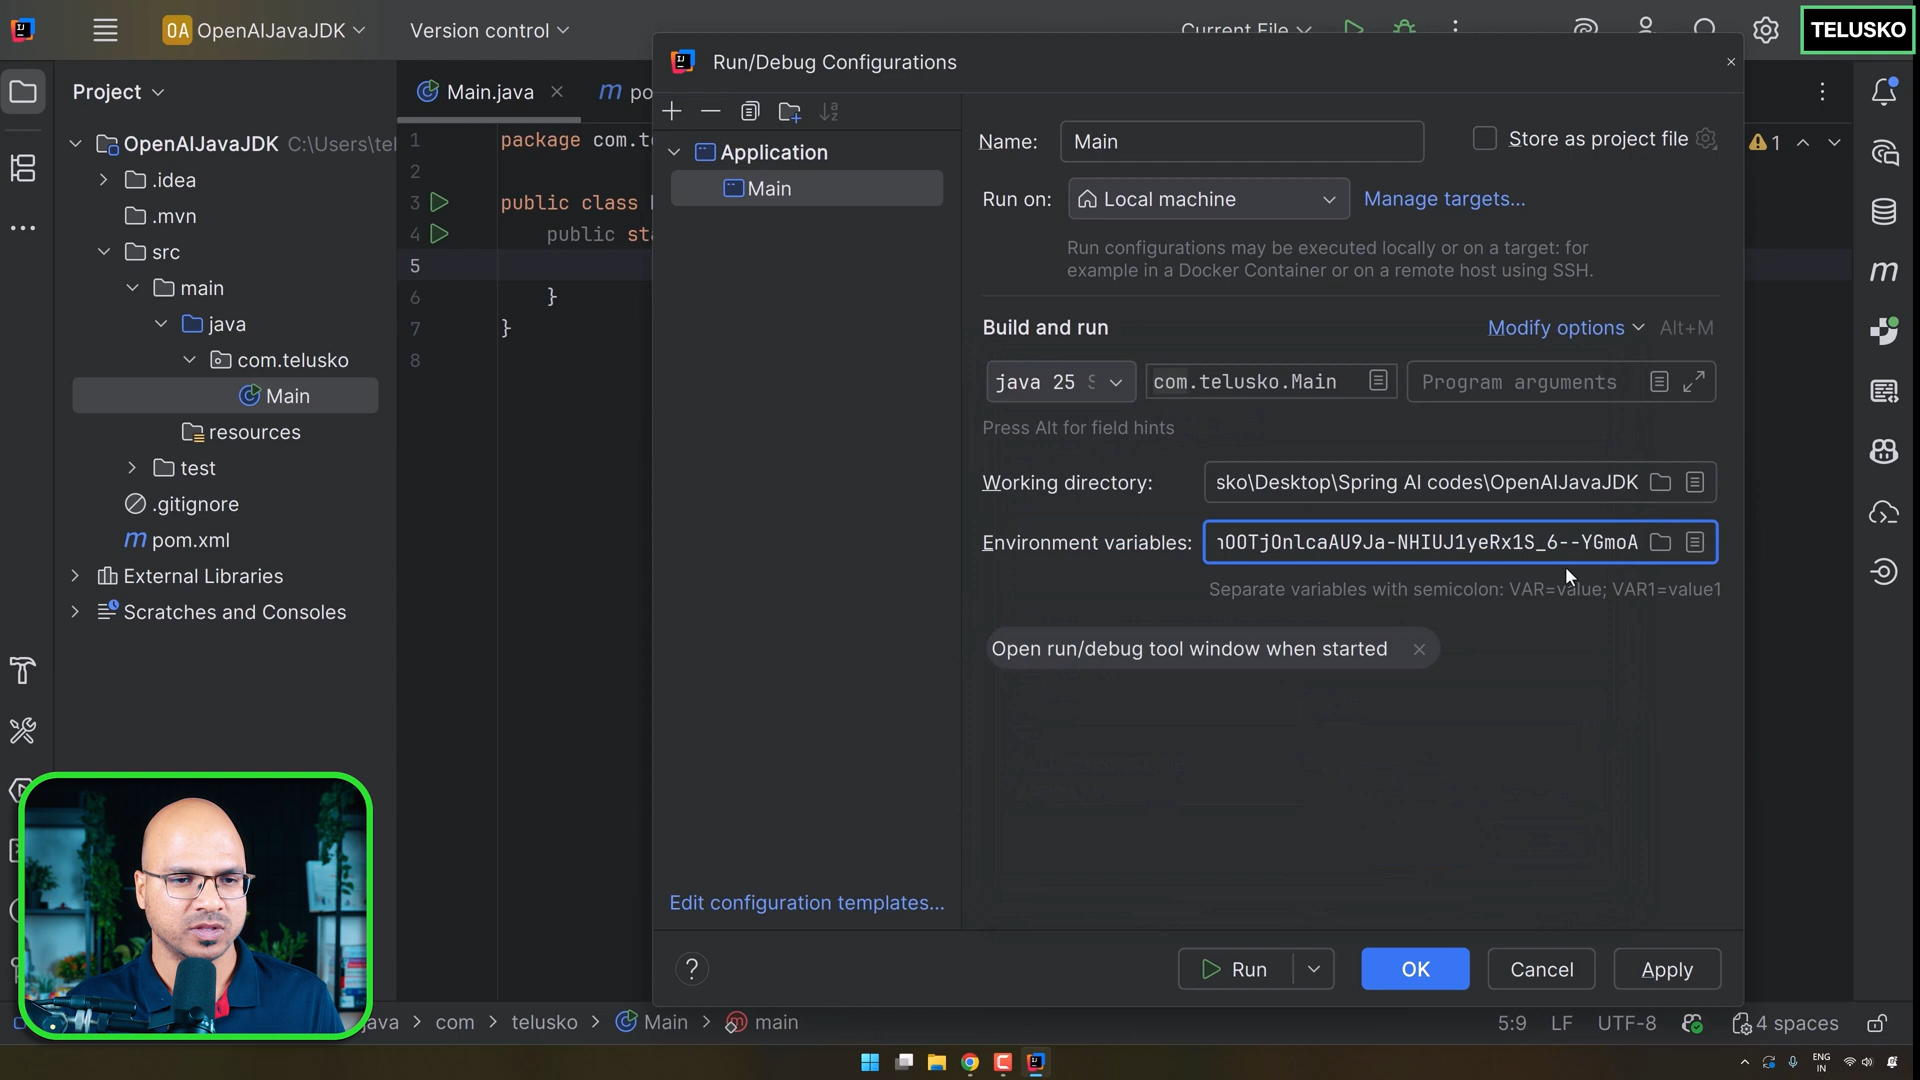 OA OpenAIJavaJDK
Version control
Current File
TELUSKO
Project
Main.java
OpenAIJavaJDK C:\Users\tel
.idea
.mvn
src
main
java
com.telusko
Main
resources
test
.gitignore
pom.xml
External Libraries
Scratches and Consoles
1
2
3
4
5
6
7
8
package com.t
public class
public sta
}
}
Run/Debug Configurations
Application
Main
Edit configuration templates...
Name: Main
Store as project file
Run on: Local machine
Manage targets...
Run configurations may be executed locally or on a target: for
example in a Docker Container or on a remote host using SSH.
Build and run
Modify options Alt+M
java 25
com.telusko.Main
Program arguments
Press Alt for field hints
Working directory: sko\Desktop\Spring AI codes\OpenAIJavaJDK
Environment variables:
Separate variables with semicolon: VAR=value; VAR1=value1
Open run/debug tool window when started
Run
OK
Cancel
Apply
1
java > com > telusko > Main > main
5:9 LF UTF-8 4 spaces
ENG
IN